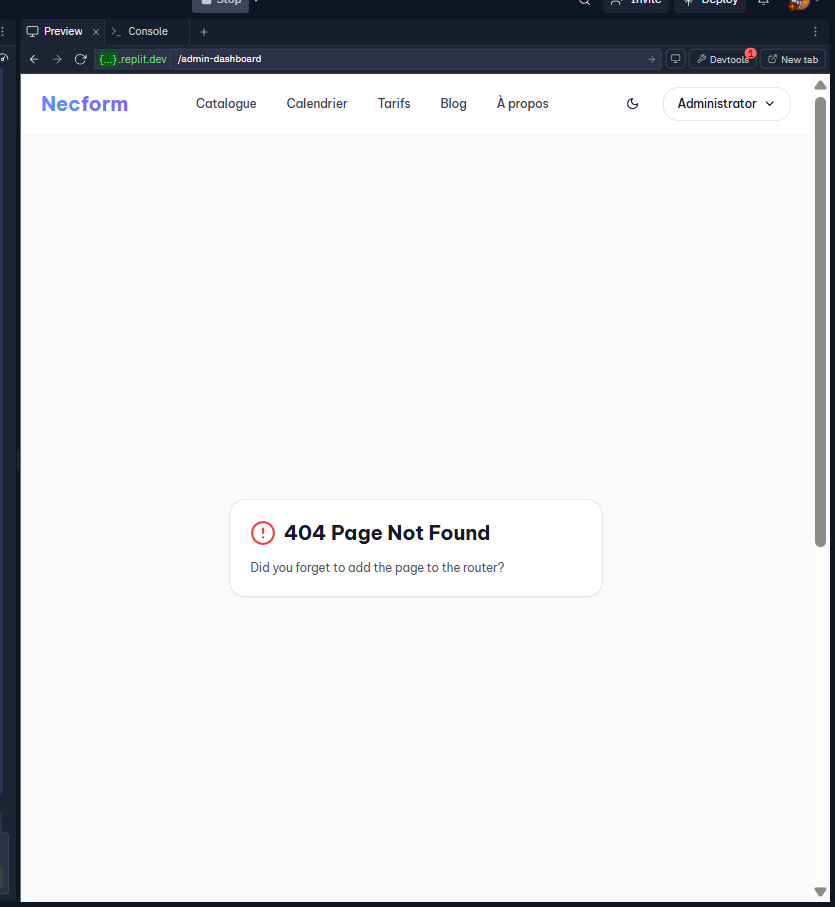 Stop
Invite
Deploy
Preview
Console
{...}.replit.dev
/admin-dashboard
Devtools
1
New tab
Necform
Catalogue
Calendrier
Tarifs
Blog
À propos
Administrator
404 Page Not Found
Did you forget to add the page to the router?